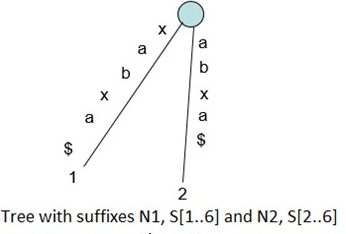 x a b x a $
1
a b x a $
2
Tree with suffixes N1, S[1..6] and N2, S[2..6]